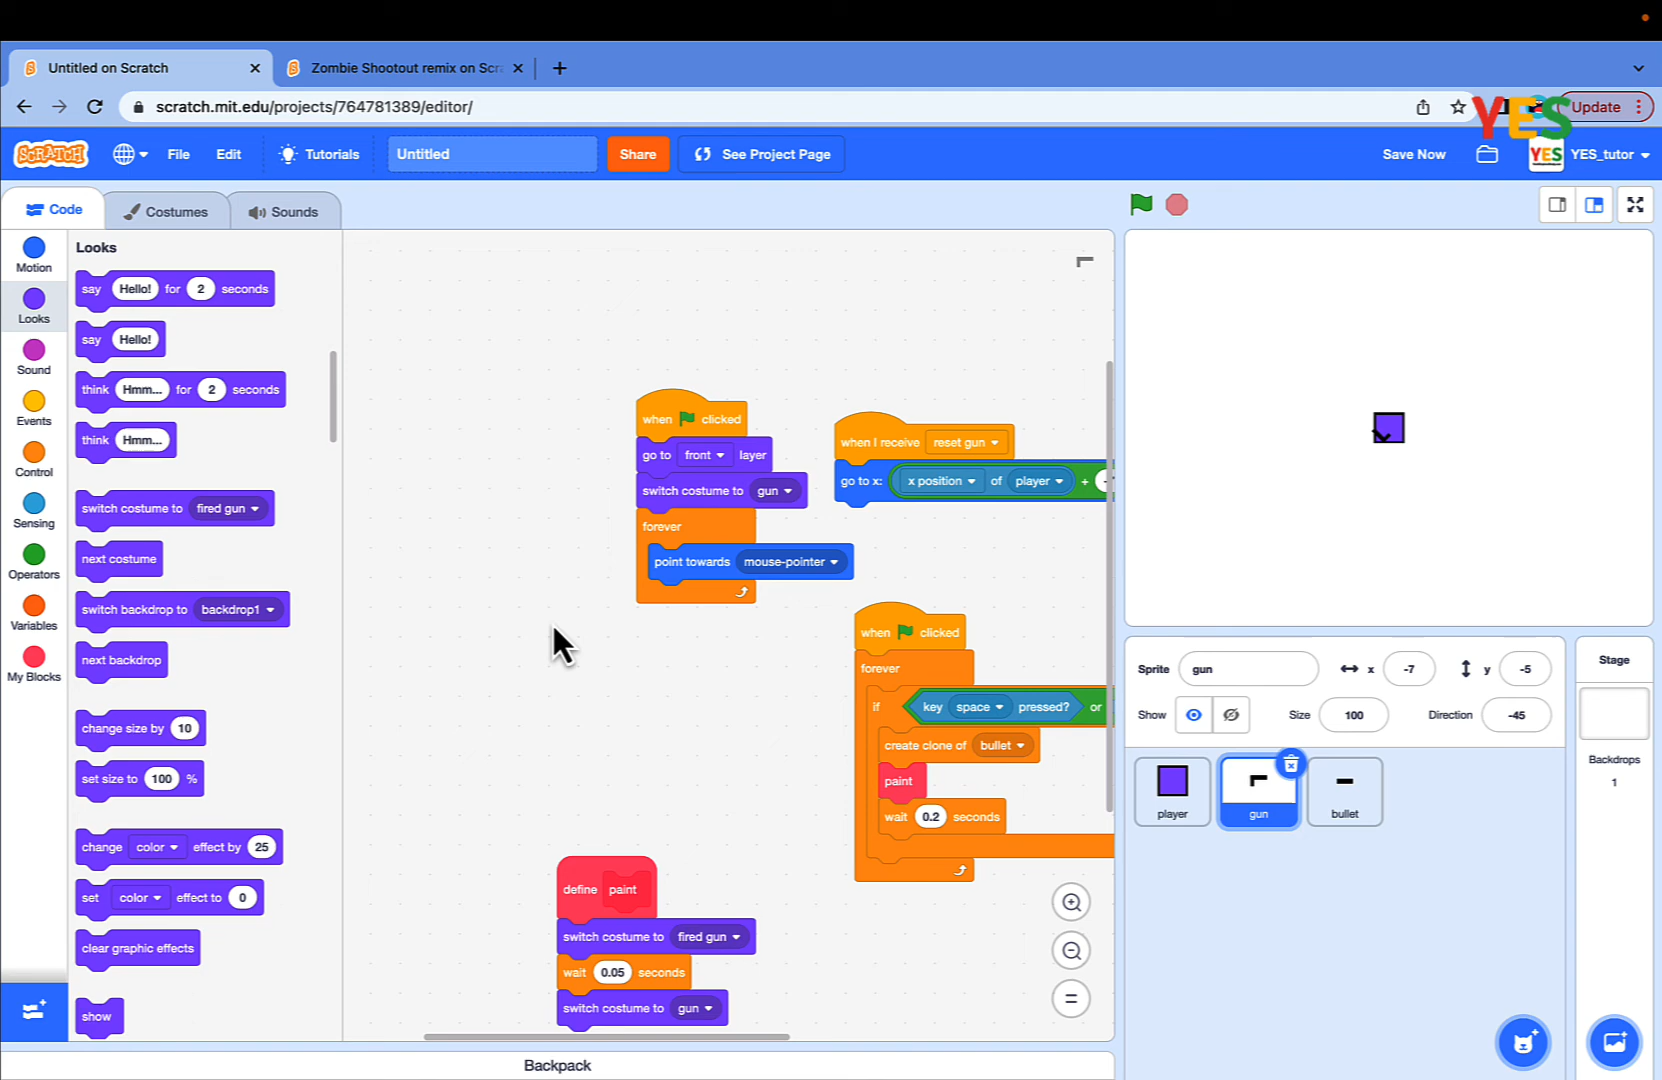 Untitled on Scratch
Zombie Shootout remix on Scra
scratch.mit.edu/projects/764781389/editor/
Update
YES
SCRATCH
File
Edit
Tutorials
Untitled
Share
See Project Page
Save Now
YES
YES_tutor
Code
Costumes
Sounds
Motion
Looks
Sound
Events
Control
Sensing
Operators
Variables
My Blocks
Looks
say Hello! for 2 seconds
say Hello!
think Hmm... for 2 seconds
think Hmm...
switch costume to fired gun
next costume
switch backdrop to backdrop1
next backdrop
change size by 10
set size to 100 %
change color effect by 25
set color effect to 0
clear graphic effects
show
when clicked
go to front layer
switch costume to gun
forever
point towards mouse-pointer
when I receive reset gun
go to x: x position of player +
when clicked
forever
if key space pressed? or
create clone of bullet
paint
wait 0.2 seconds
define paint
switch costume to fired gun
wait 0.05 seconds
switch costume to gun
Backpack
Sprite gun x -7 y -5
Show Size 100 Direction -45
player
gun
bullet
Stage
Backdrops
1